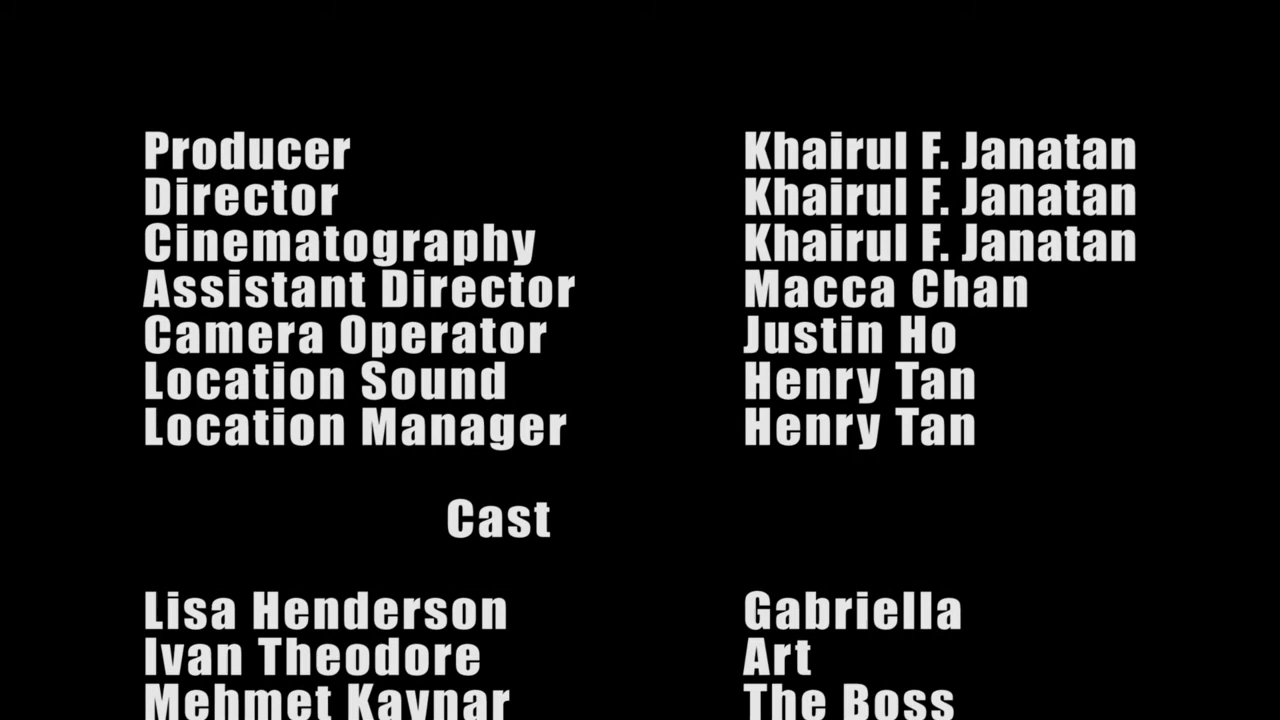 Producer Khairul F. Janatan
Director Khairul F. Janatan
Cinematography Khairul F. Janatan
Assistant Director Macca Chan
Camera Operator Justin Ho
Location Sound Henry Tan
Location Manager Henry Tan
Cast
Lisa Henderson Gabriella
Ivan Theodore Art
Mehmet Kaynar The Boss